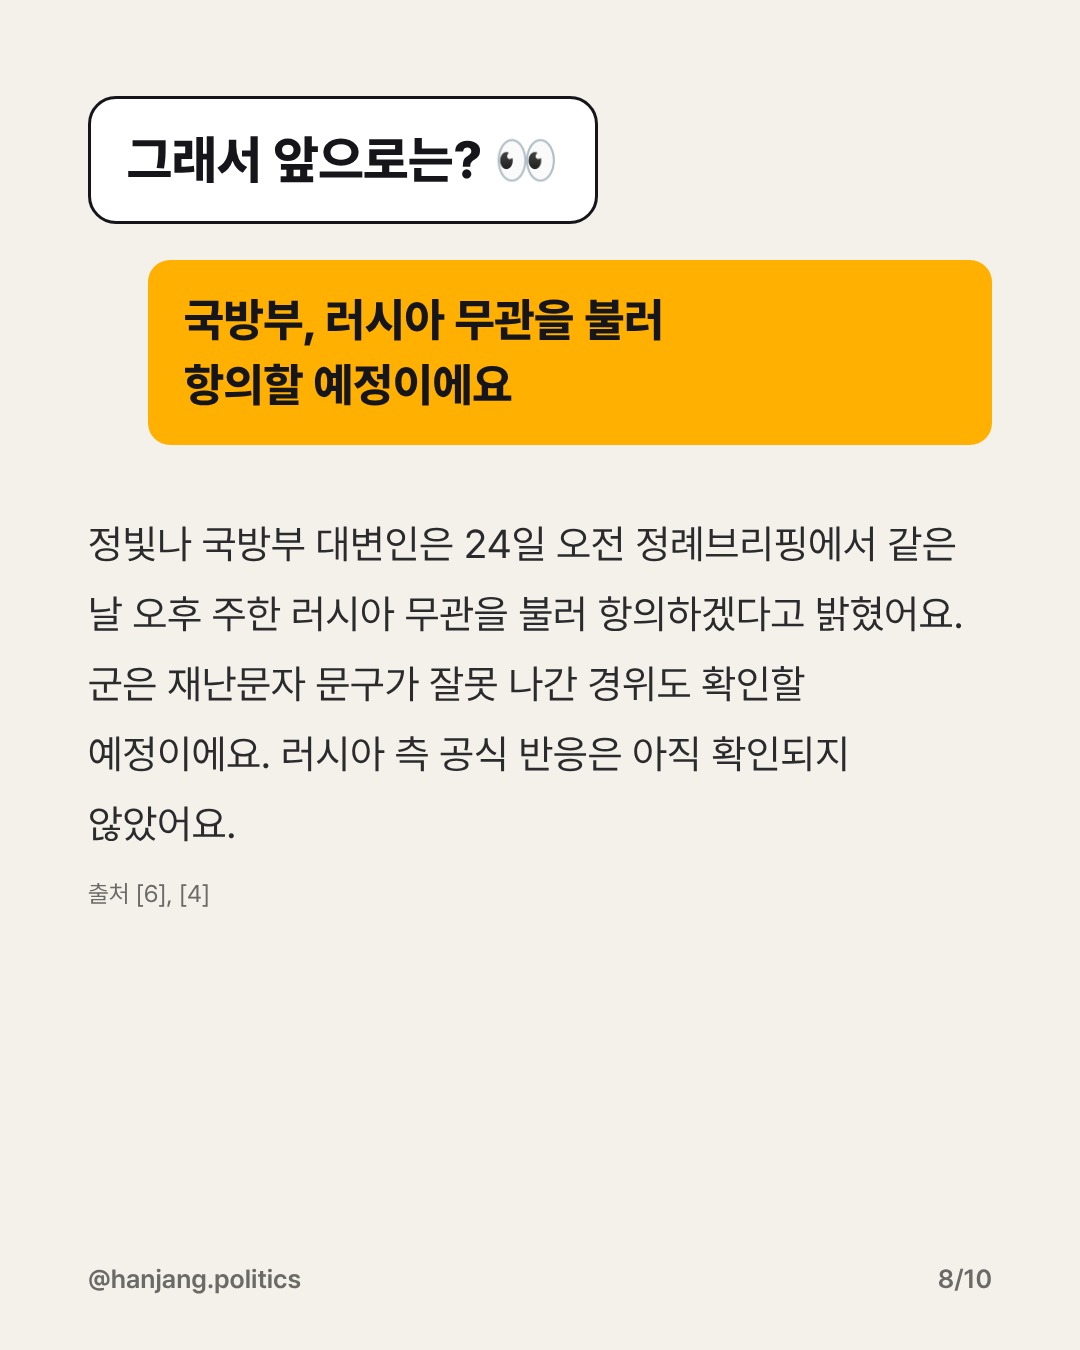 그래서 앞으로는? 👀
국방부, 러시아 무관을 불러
항의할 예정이에요
정빛나 국방부 대변인은 24일 오전 정례브리핑에서 같은
날 오후 주한 러시아 무관을 불러 항의하겠다고 밝혔어요.
군은 재난문자 문구가 잘못 나간 경위도 확인할
예정이에요. 러시아 측 공식 반응은 아직 확인되지
않았어요.
출처 [6], [4]
@hanjang.politics
8/10